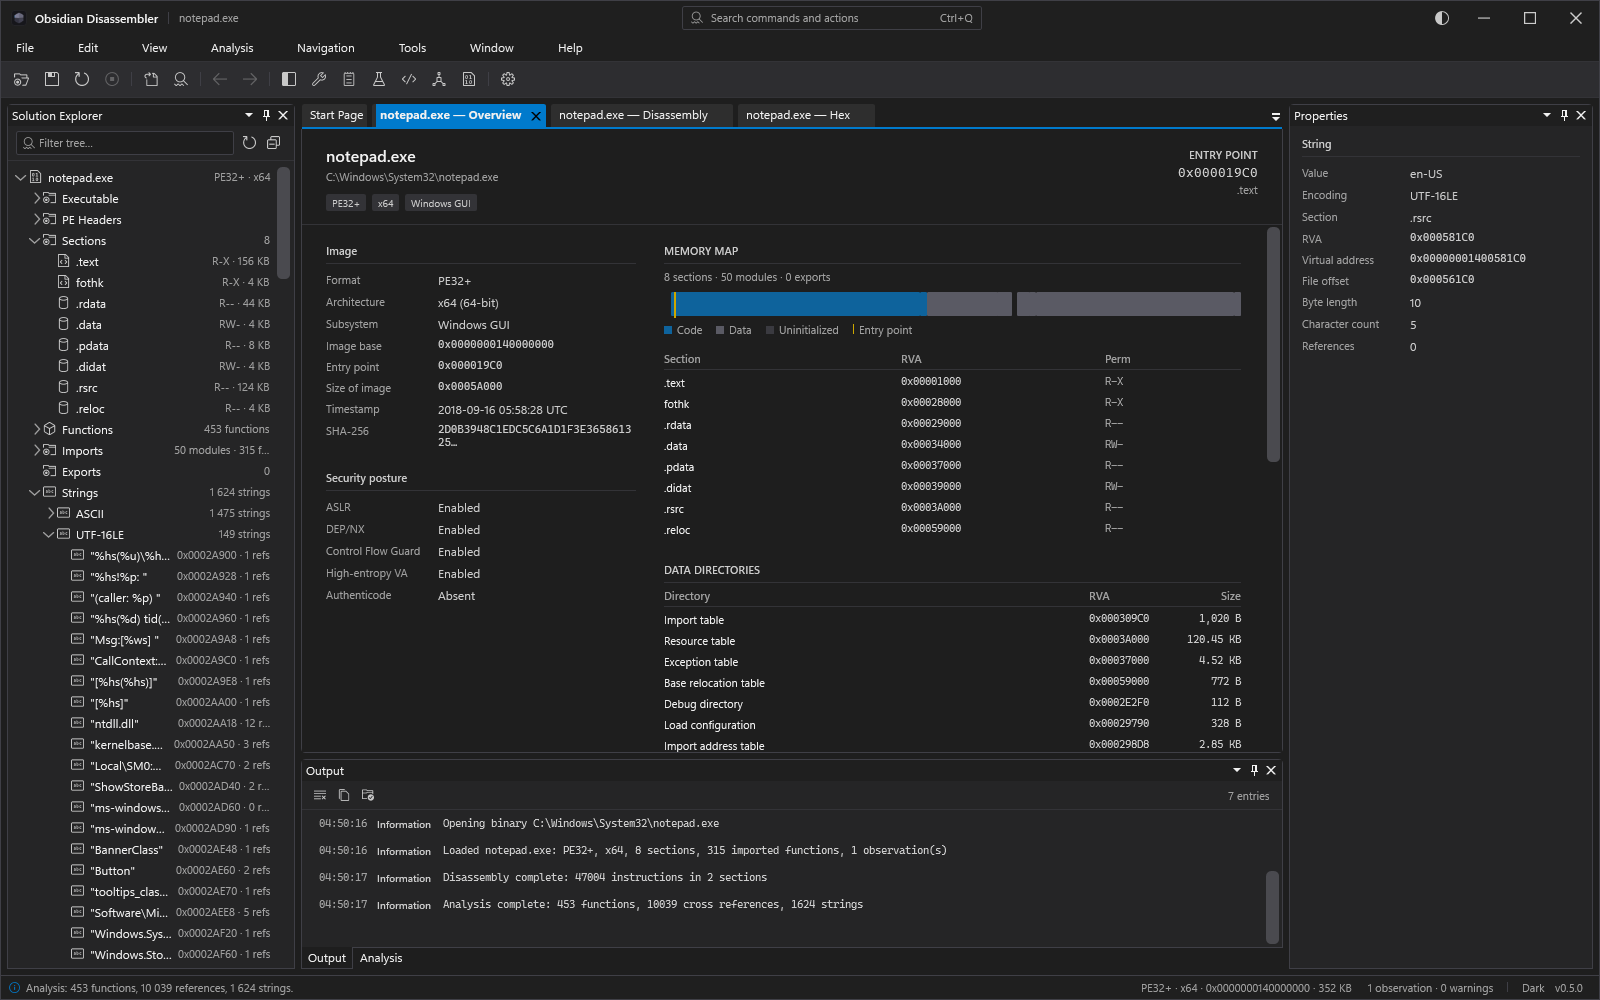 Obsidian Disassembler
notepad.exe
Search commands and actions
Ctrl+Q
File
Edit
View
Analysis
Navigation
Tools
Window
Help
Solution Explorer
Filter tree...
notepad.exe PE32+ · x64
Executable
PE Headers
Sections 8
.text R-X · 156 KB
fothk R-X · 4 KB
.rdata R-- · 44 KB
.data RW- · 4 KB
.pdata R-- · 8 KB
.didat RW- · 4 KB
.rsrc R-- · 124 KB
.reloc R-- · 4 KB
Functions 453 functions
Imports 50 modules · 315 f...
Exports 0
Strings 1 624 strings
ASCII 1 475 strings
UTF-16LE 149 strings
"%hs(%u)\%h... 0x0002A900 · 1 refs
"%hs!%p: " 0x0002A928 · 1 refs
"(caller: %p) " 0x0002A940 · 1 refs
"%hs(%d) tid(... 0x0002A960 · 1 refs
"Msg:[%ws] " 0x0002A9A8 · 1 refs
"CallContext:... 0x0002A9C0 · 1 refs
"[%hs(%hs)]" 0x0002A9E8 · 1 refs
"[%hs]" 0x0002AA00 · 1 refs
"ntdll.dll" 0x0002AA18 · 12 r...
"kernelbase.... 0x0002AA50 · 3 refs
"Local\SM0:... 0x0002AC70 · 2 refs
"ShowStoreBa... 0x0002AD40 · 2 r...
"ms-windows... 0x0002AD60 · 0 r...
"ms-window... 0x0002AD90 · 1 refs
"BannerClass" 0x0002AE48 · 1 refs
"Button" 0x0002AE60 · 2 refs
"tooltips_clas... 0x0002AE70 · 1 refs
"Software\Mi... 0x0002AEE8 · 5 refs
"Windows.Sys... 0x0002AF20 · 1 refs
"Windows.Sto... 0x0002AF60 · 1 refs
Start Page
notepad.exe — Overview
notepad.exe — Disassembly
notepad.exe — Hex
notepad.exe
C:\Windows\System32\notepad.exe
PE32+ x64 Windows GUI
ENTRY POINT
0x000019C0
.text
Image
Format PE32+
Architecture x64 (64-bit)
Subsystem Windows GUI
Image base 0x0000000140000000
Entry point 0x000019C0
Size of image 0x0005A000
Timestamp 2018-09-16 05:58:28 UTC
SHA-256 2D0B3948C1EDC5C6A1D1F3E3658613
25…
Security posture
ASLR Enabled
DEP/NX Enabled
Control Flow Guard Enabled
High-entropy VA Enabled
Authenticode Absent
MEMORY MAP
8 sections · 50 modules · 0 exports
Code Data Uninitialized Entry point
Section RVA Perm
.text 0x00001000 R-X
fothk 0x00028000 R-X
.rdata 0x00029000 R--
.data 0x00034000 RW-
.pdata 0x00037000 R--
.didat 0x00039000 RW-
.rsrc 0x0003A000 R--
.reloc 0x00059000 R--
DATA DIRECTORIES
Directory RVA Size
Import table 0x000309C0 1,020 B
Resource table 0x0003A000 120.45 KB
Exception table 0x00037000 4.52 KB
Base relocation table 0x00059000 772 B
Debug directory 0x0002E2F0 112 B
Load configuration 0x00029790 328 B
Import address table 0x000298D8 2.85 KB
Output
7 entries
04:50:16 Information Opening binary C:\Windows\System32\notepad.exe
04:50:16 Information Loaded notepad.exe: PE32+, x64, 8 sections, 315 imported functions, 1 observation(s)
04:50:17 Information Disassembly complete: 47004 instructions in 2 sections
04:50:17 Information Analysis complete: 453 functions, 10039 cross references, 1624 strings
Output Analysis
Properties
String
Value en-US
Encoding UTF-16LE
Section .rsrc
RVA 0x000581C0
Virtual address 0x00000001400581C0
File offset 0x000561C0
Byte length 10
Character count 5
References 0
Analysis: 453 functions, 10 039 references, 1 624 strings.
PE32+ · x64 · 0x0000000140000000 · 352 KB
1 observation · 0 warnings
Dark
v0.5.0